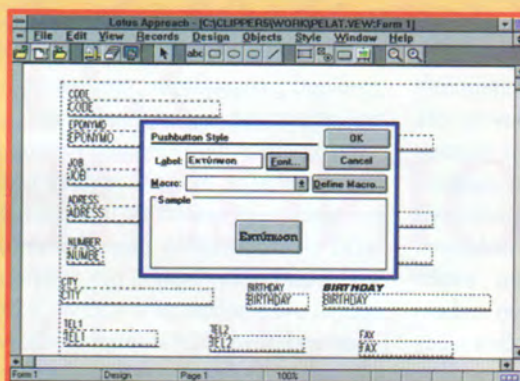 Lotus Approach - [C:\CLIPPERS\WORK\PELAT.VEW:Form 1]
File Edit View Records Design Objects Style Window Help
abc
CODE
CODE
EPONYMO
EPONYMO
JOB
JOB
ADRESS
ADRESS
NUMBER
NUMBE
CITY
CITY
BIRTHDAY
BIRTHDAY
BIRTHDAY
BIRTHDAY
TEL1
TEL1
TEL2
TEL2
FAX
FAX
Pushbutton Style
OK
Label: Εκτύπωση
Font...
Cancel
Macro:
Define Macro...
Sample
Εκτύπωση
Form 1 Design Page 1 100%